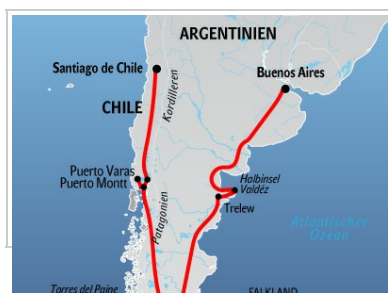 ARGENTINIEN
Santiago de Chile
Buenos Aires
CHILE
Kordilleren
Puerto Varas
Puerto Montt
Halbinsel
Valdéz
Trelew
Patagonien
Atlantischer
Ozean
Torres del Paine
FALKLAND